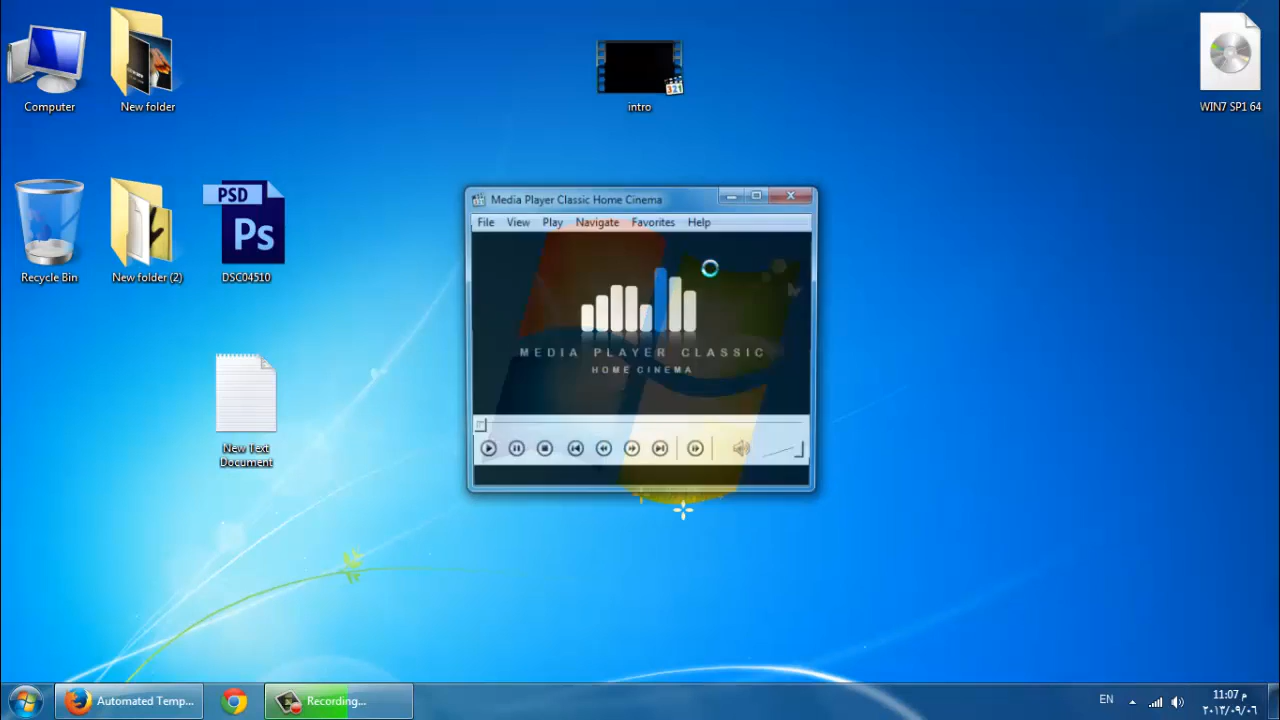 Computer
New folder
321
intro
WIN7 SP1 64
PSD
Ps
Recycle Bin
New folder (2)
DSC04510
Media Player Classic Home Cinema
File View Play Navigate Favorites Help
MEDIA PLAYER CLASSIC
HOME CINEMA
New Text
Document
Automated Temp...
Recording...
EN
11:07 م
٢٠١٣/٠٩/٠٦